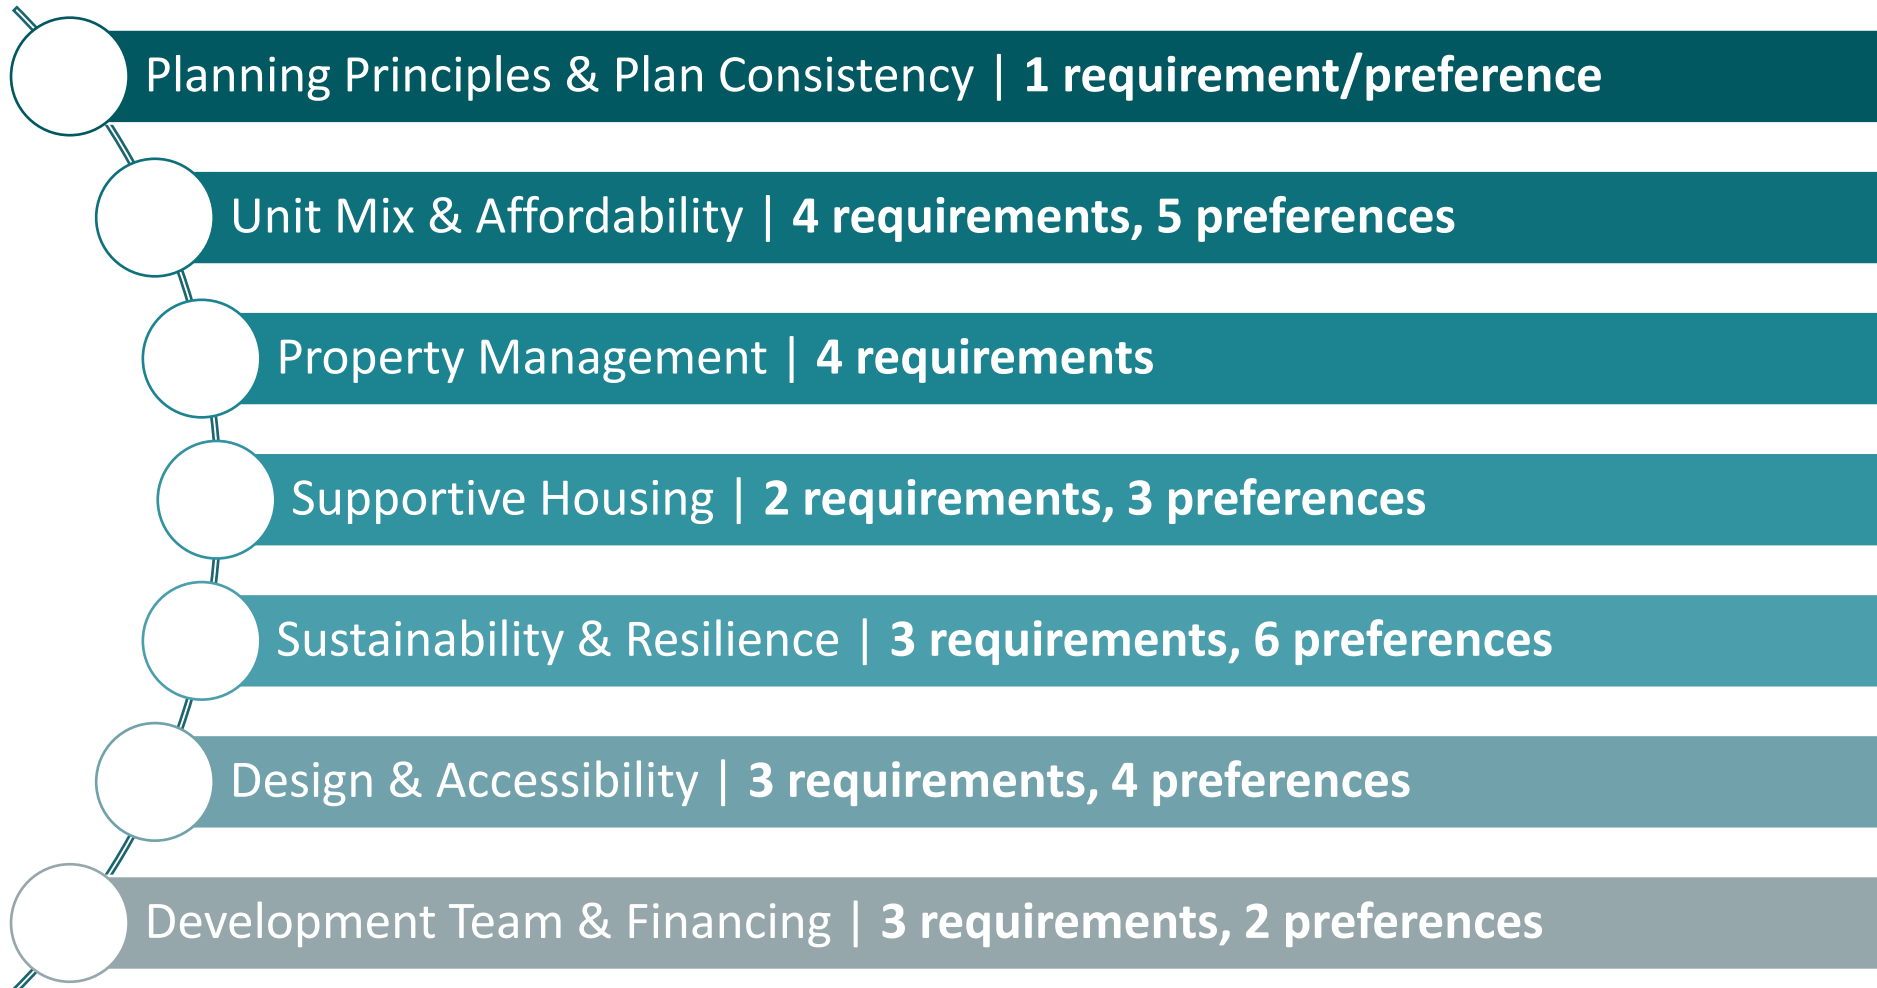 Planning Principles & Plan Consistency | 1 requirement/preference
Unit Mix & Affordability | 4 requirements, 5 preferences
Property Management | 4 requirements
Supportive Housing | 2 requirements, 3 preferences
Sustainability & Resilience | 3 requirements, 6 preferences
Design & Accessibility | 3 requirements, 4 preferences
Development Team & Financing | 3 requirements, 2 preferences